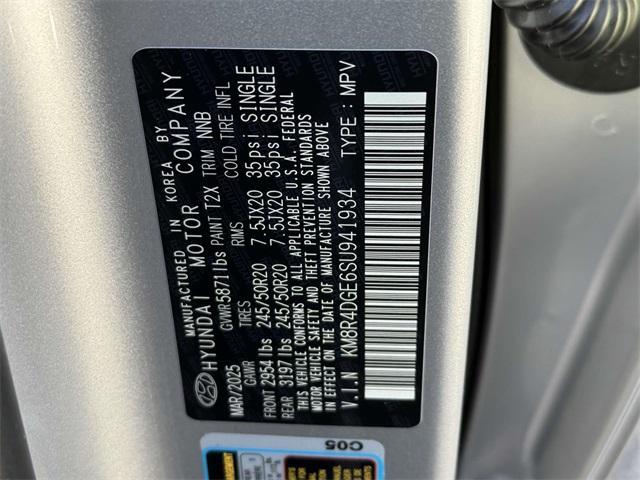 MANUFACTURED IN KOREA BY
HYUNDAI MOTOR COMPANY
MAR/2025 GVWR 5871lbs PAINT T2X TRIM NNB
GAWR TIRES RIMS COLD TIRE INFL
FRONT 2954 lbs 245/50R20 7.5JX20 35psi SINGLE
REAR 3197 lbs 245/50R20 7.5JX20 35psi SINGLE
THIS VEHICLE CONFORMS TO ALL APPLICABLE U.S.A. FEDERAL
MOTOR VEHICLE SAFETY AND THEFT PREVENTION STANDARDS
IN EFFECT ON THE DATE OF MANUFACTURE SHOWN ABOVE
V.I.N KM8R4DGE6SU941934 TYPE : MPV
C05